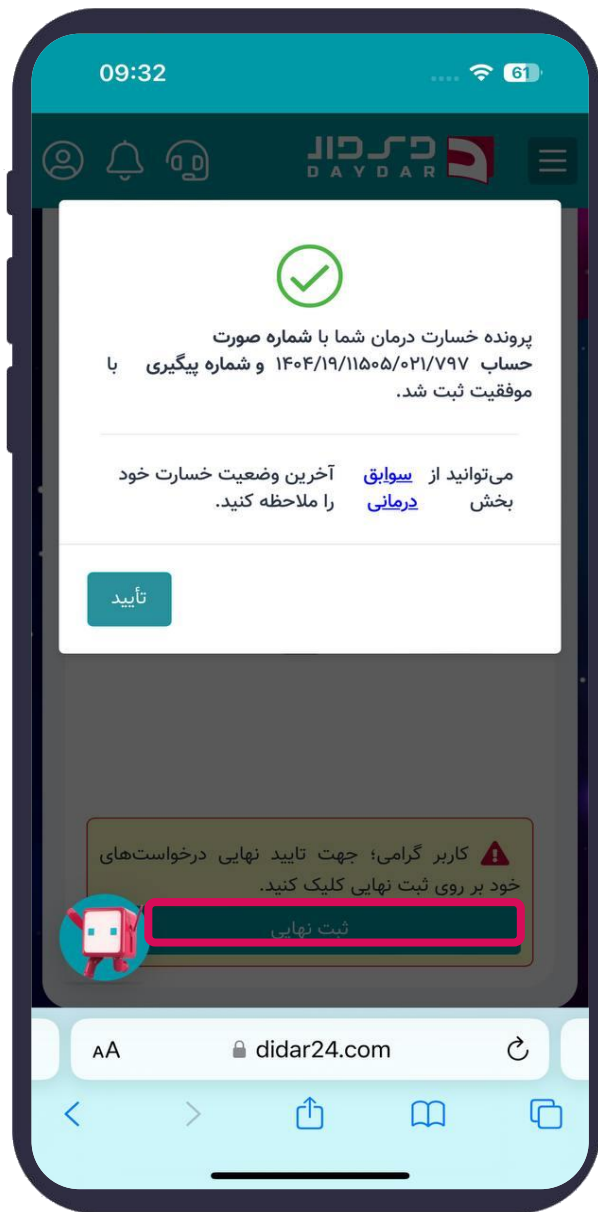 09:32
61
دیدار
DAYDAR
پرونده خسارت درمان شما با شماره صورت
حساب ۱۴۰۴/۱۹/۱۱۵۰۵/۰۲۱/۷۹۷ و شماره پیگیری با
موفقیت ثبت شد.
می‌توانید از سوابق آخرین وضعیت خسارت خود
بخش درمانی را ملاحظه کنید.
تأیید
کاربر گرامی؛ جهت تایید نهایی درخواست‌های
خود بر روی ثبت نهایی کلیک کنید.
ثبت نهایی
AA didar24.com